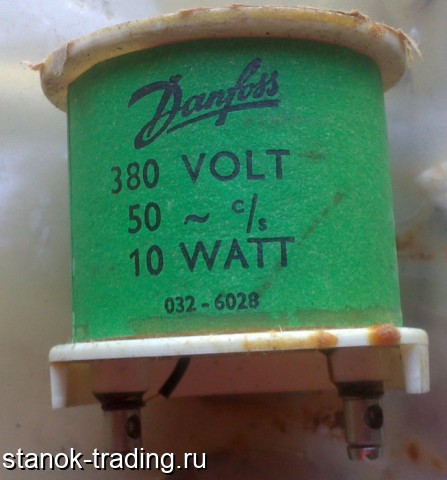 Danfoss
380 VOLT
50 ~ c/s
10 WATT
032-6028
stanok-trading.ru